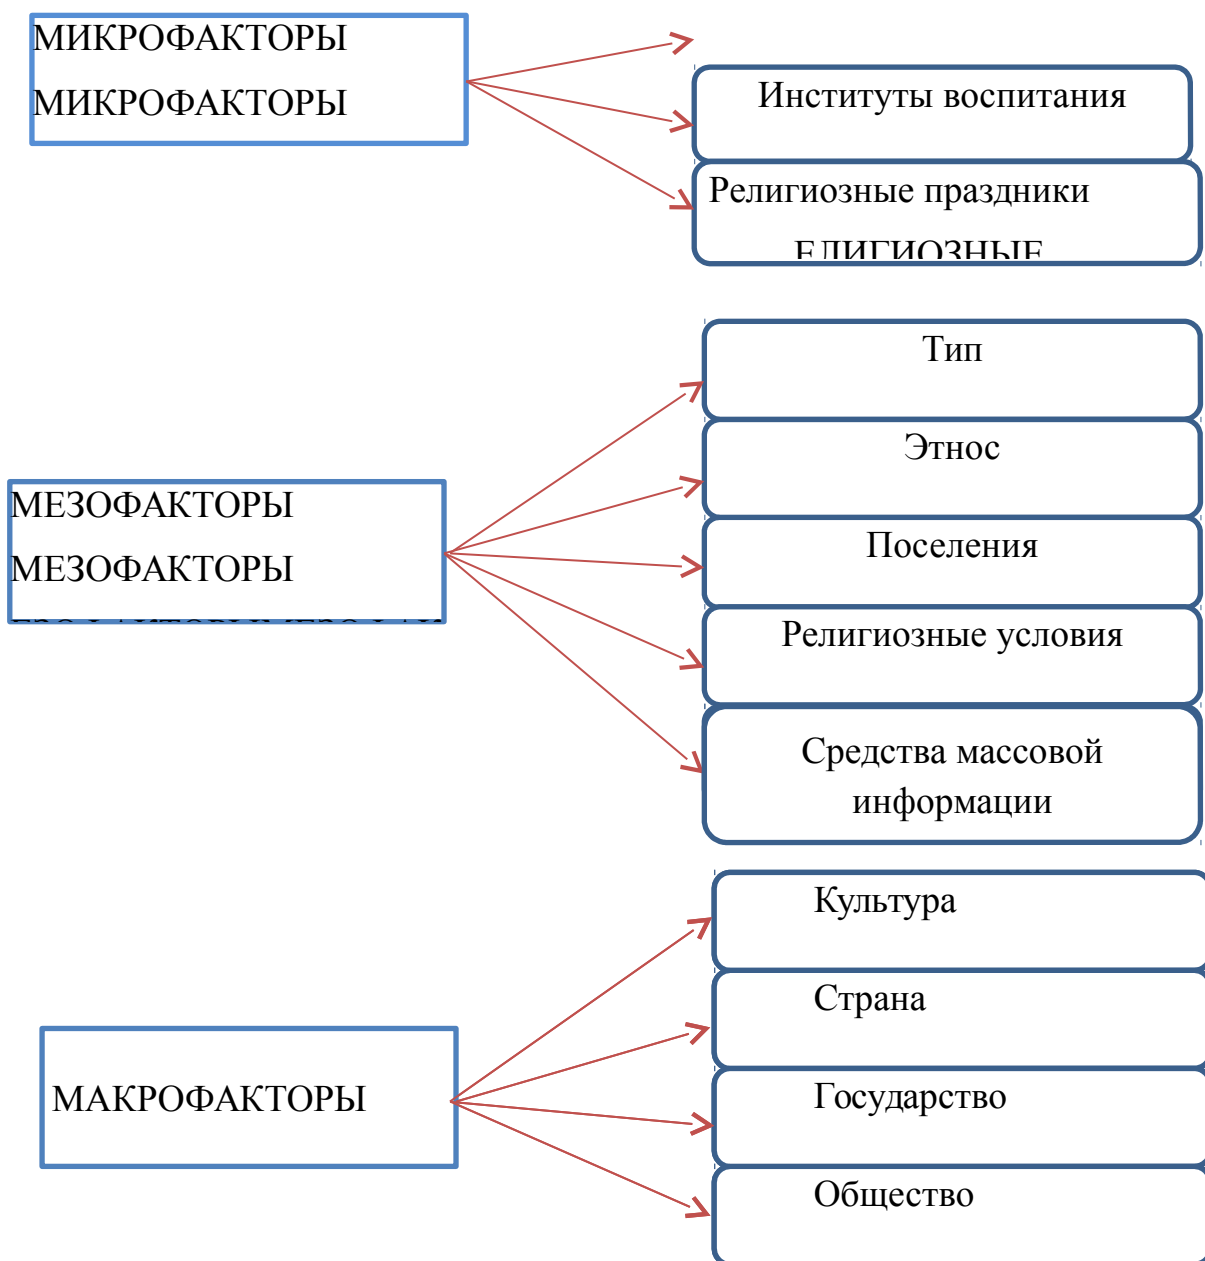 МИКРОФАКТОРЫ
МИКРОФАКТОРЫ
Институты воспитания
Религиозные праздники
ЕЛИГИОЗНЫЕ
Тип
Этнос
МЕЗОФАКТОРЫ
МЕЗОФАКТОРЫ
Поселения
Религиозные условия
Средства массовой
информации
Культура
Страна
МАКРОФАКТОРЫ
Государство
Общество